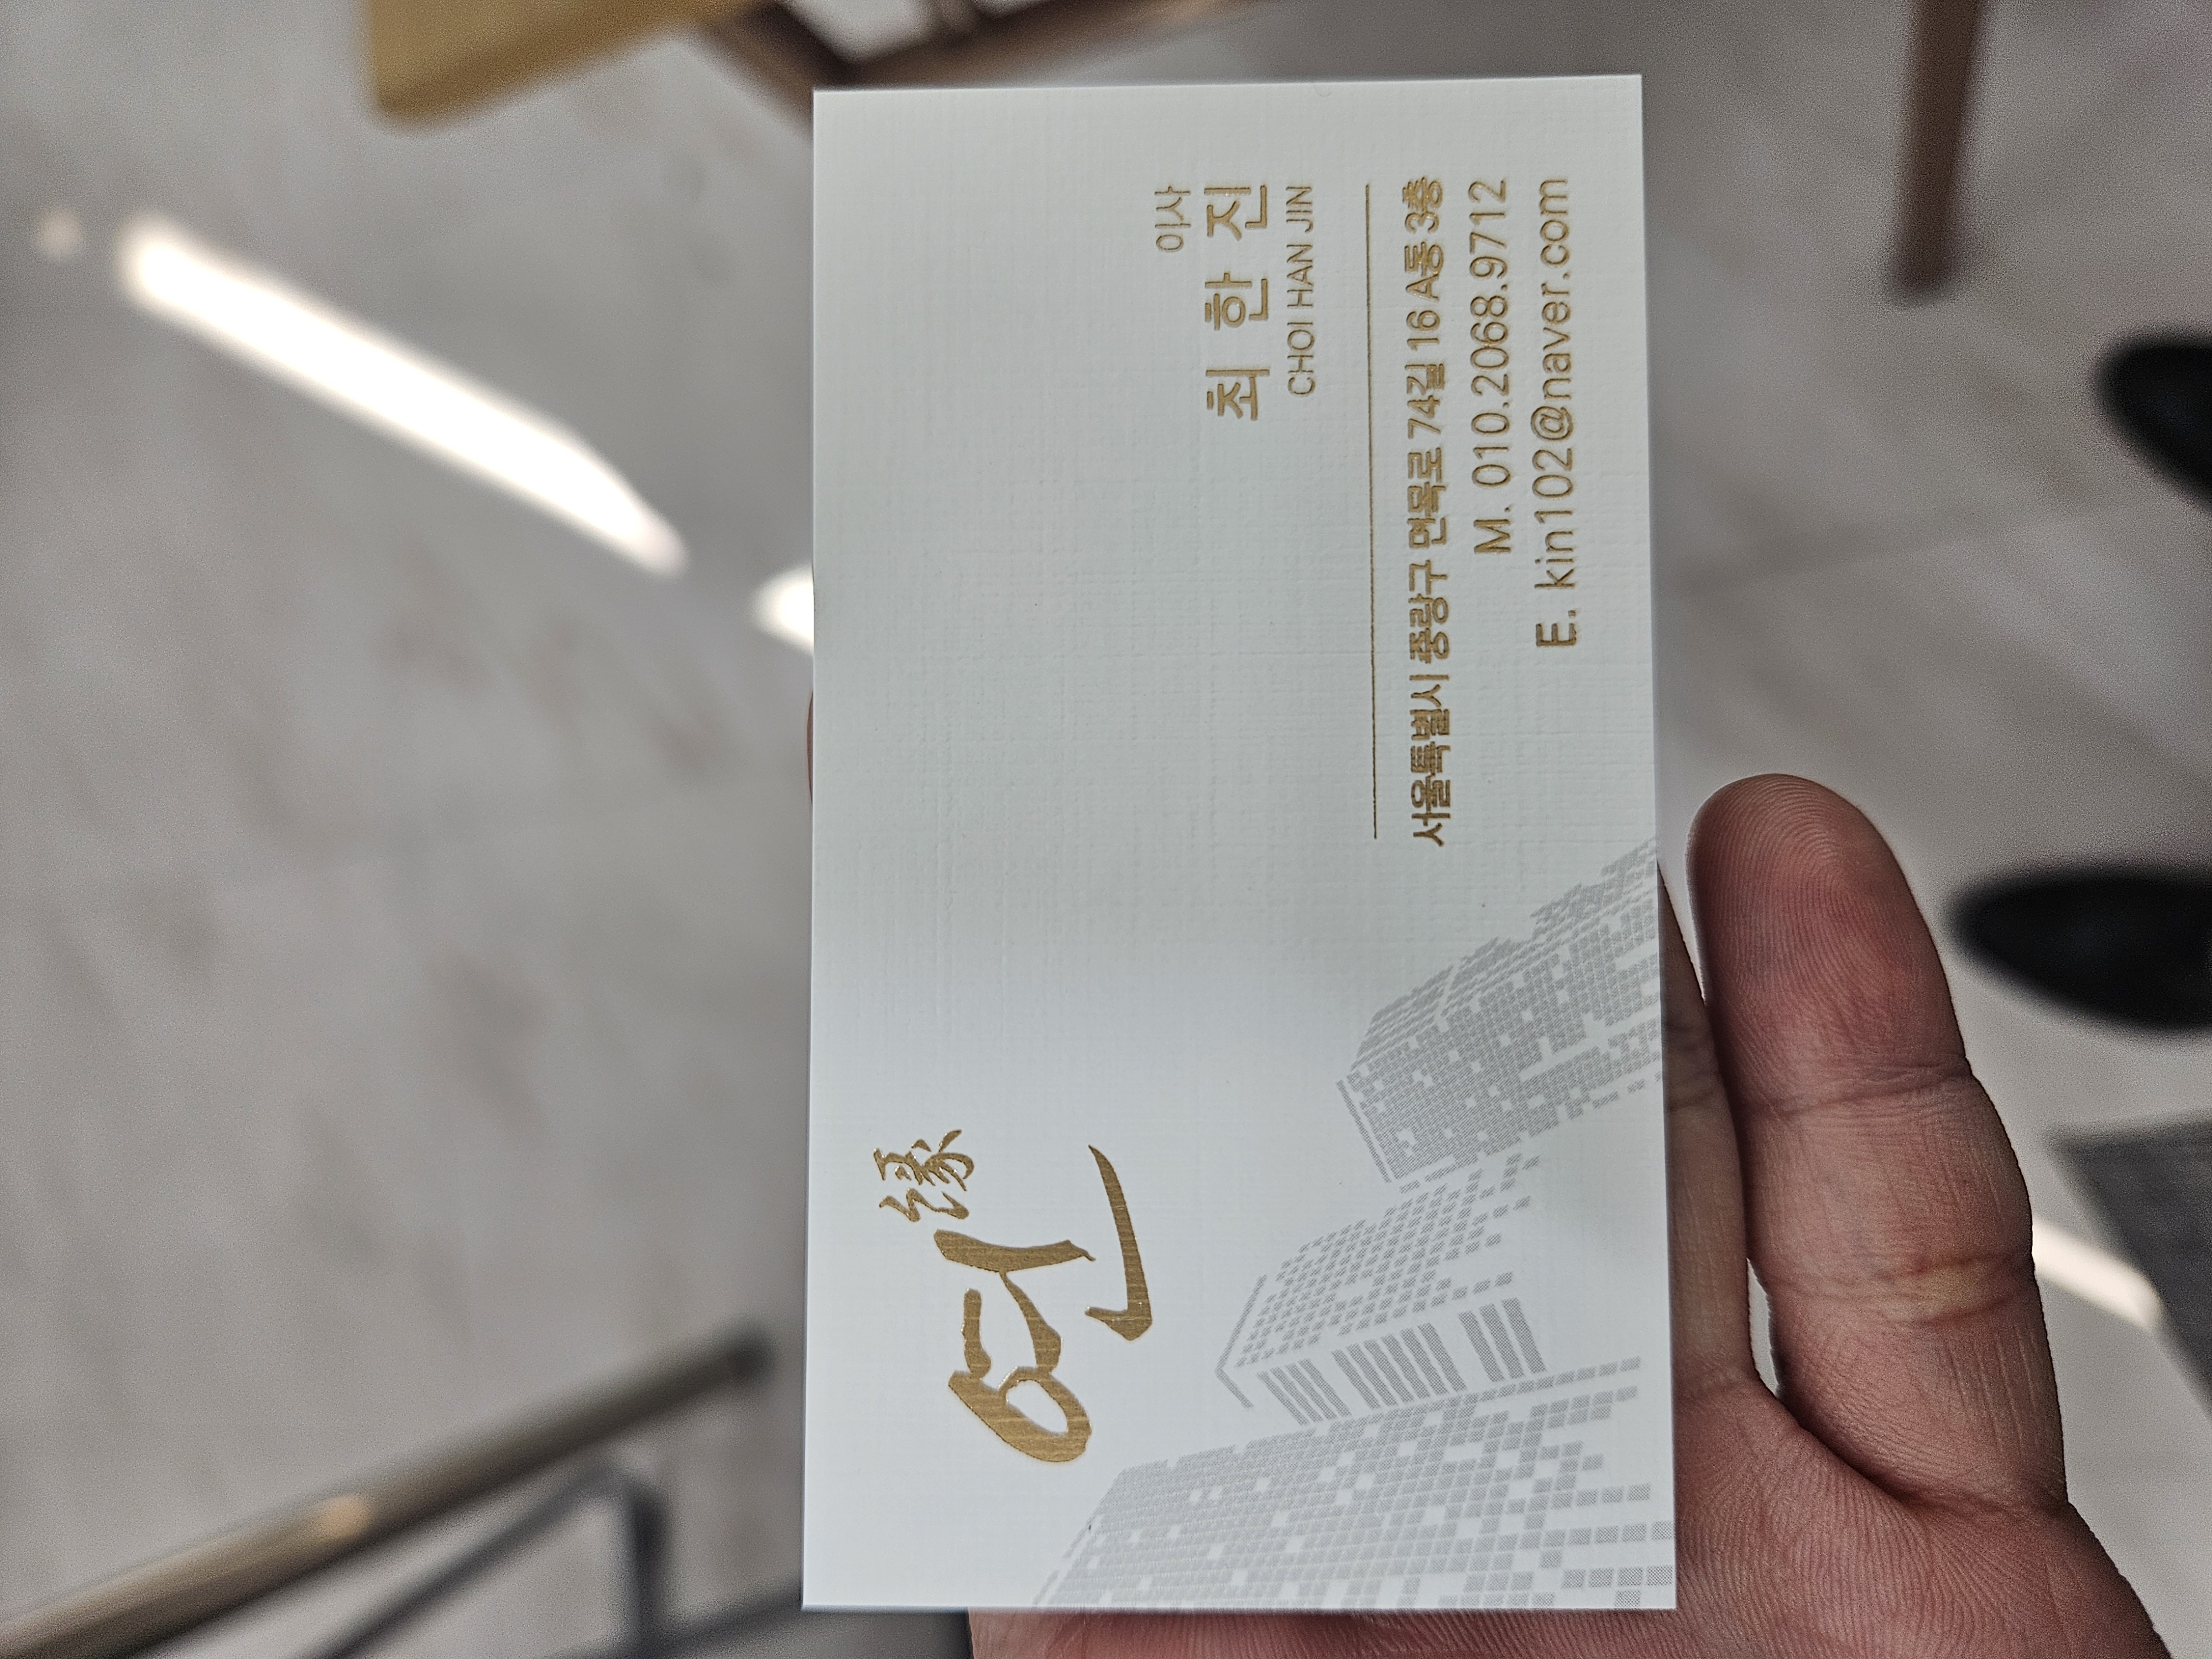 연
緣
이사
최한진
CHOI HAN JIN
서울특별시 중랑구 면목로 74길 16 A동 3층
M. 010.2068.9712
E. kin102@naver.com